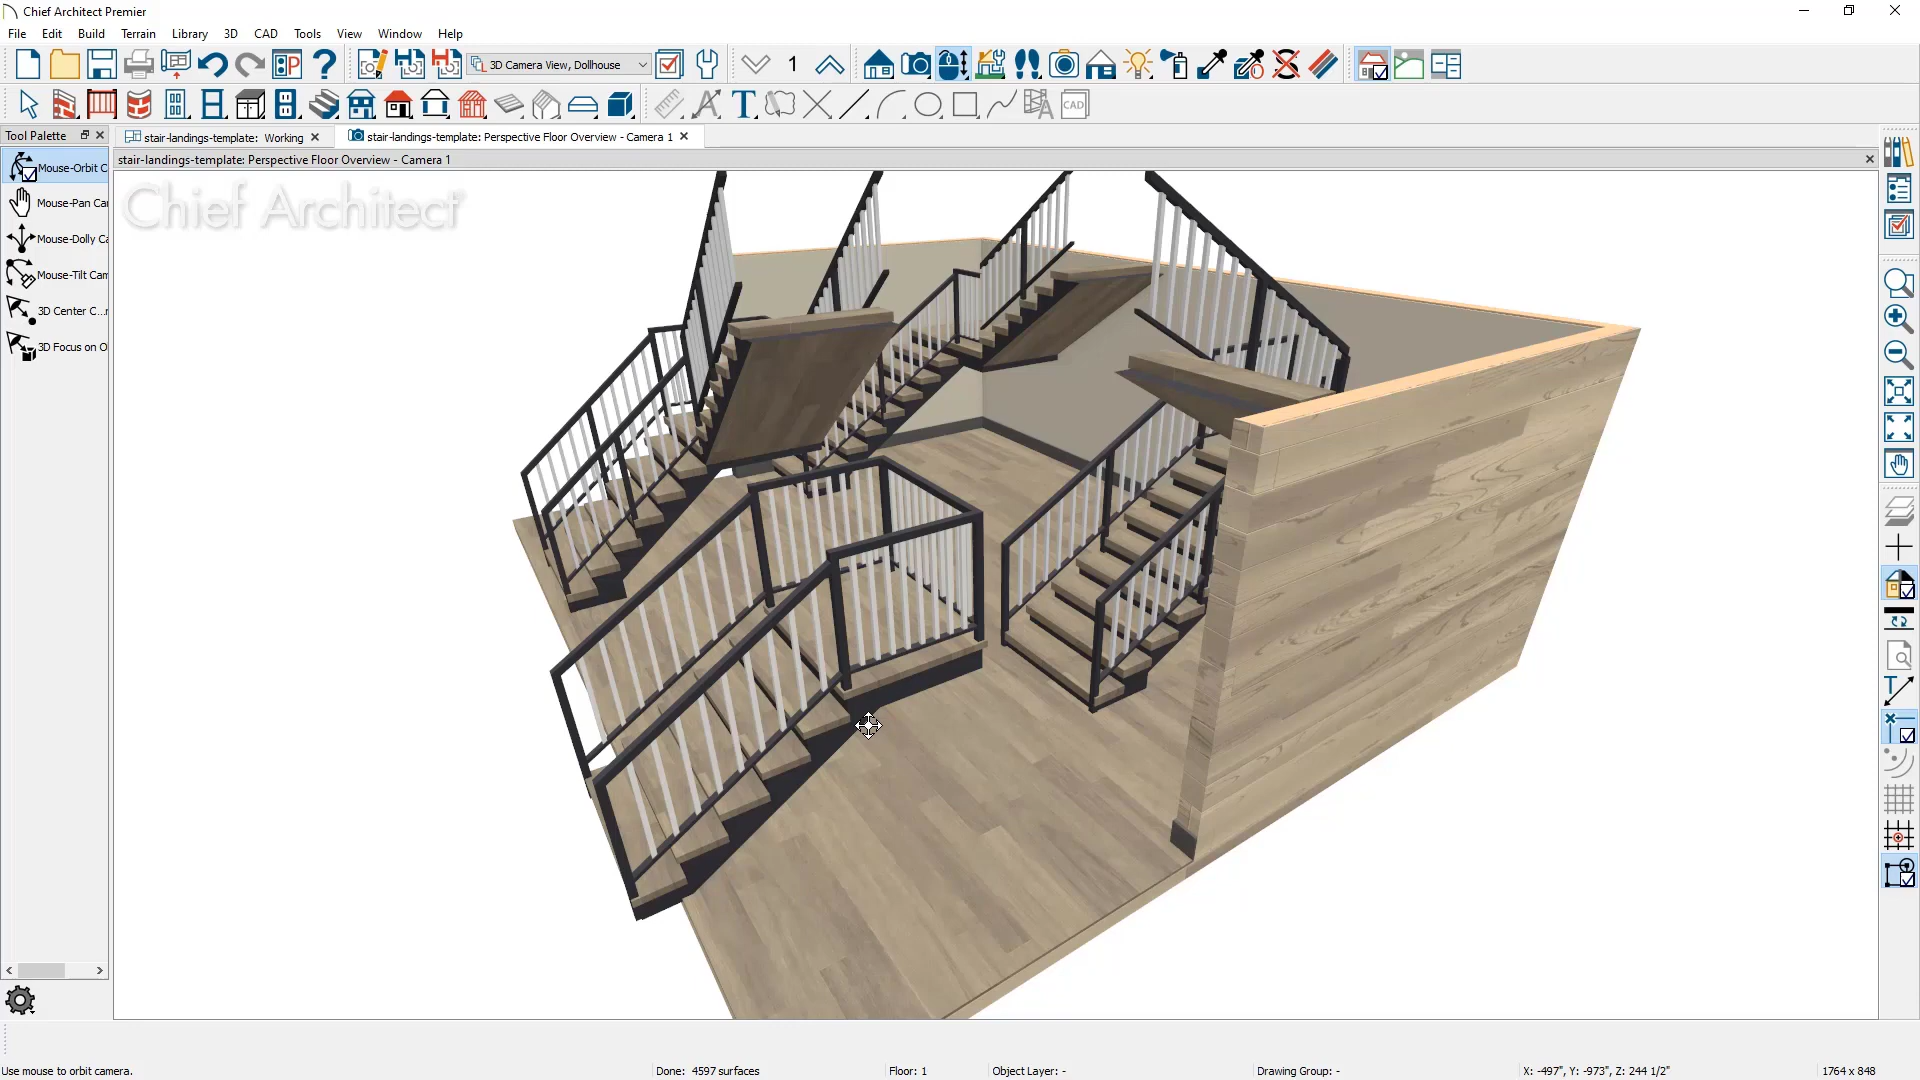 Chief Architect Premier
File Edit Build Terrain Library 3D CAD Tools View Window Help
3D Camera View, Dollhouse
1
T
CAD
Tool Palette
stair-landings-template: Working
stair-landings-template: Perspective Floor Overview - Camera 1
stair-landings-template: Perspective Floor Overview - Camera 1
Chief Architect
Mouse-Orbit C
Mouse-Pan Ca
Mouse-Dolly Ca
Mouse-Tilt Cam
3D Center C...r
3D Focus on O
Use mouse to orbit camera.
Done: 4597 surfaces
Floor: 1
Object Layer: -
Drawing Group: -
X: -497", Y: -973", Z: 244 1/2"
1764 x 848